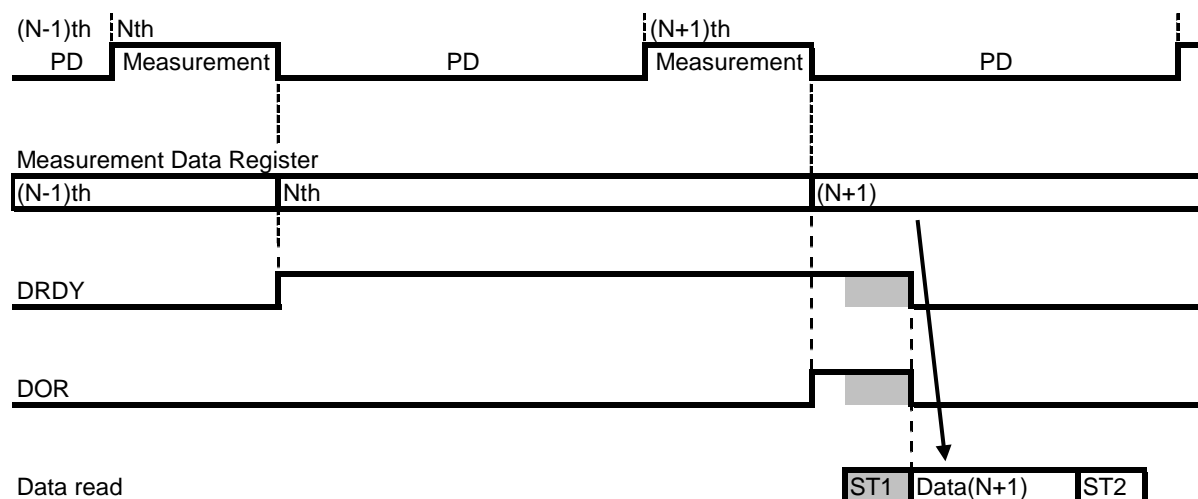 (N-1)th Nth (N+1)th
PD Measurement PD Measurement PD
Measurement Data Register
(N-1)th Nth (N+1)
DRDY
DOR
Data read ST1 Data(N+1) ST2